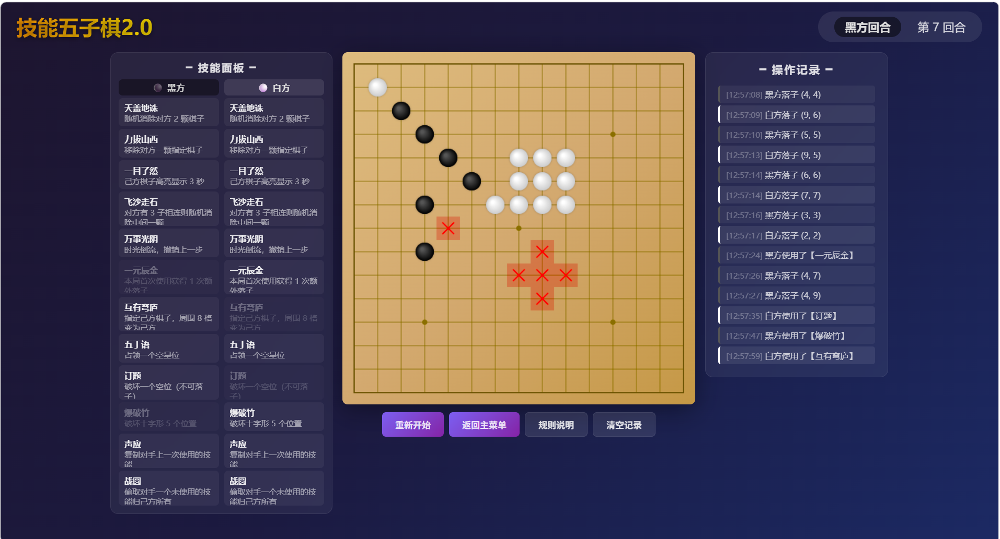 技能五子棋2.0
黑方回合 第 7 回合
技能面板
黑方
天盖地诛
随机消除对方 2 颗棋子
力拔山西
移除对方一颗指定棋子
一目了然
己方棋子高亮显示 3 秒
飞沙走石
对方有 3 子相连则随机消
除中间一颗
万事光阴
时光倒流，撤销上一步
一元辰金
本局首次使用获得 1 次额
外落子
互有穹庐
指定己方棋子，周围 8 格
变为己方
五丁语
占领一个空星位
订题
破坏一个空位（不可落
子）
爆破竹
破坏十字形 5 个位置
声应
复制对手上一次使用的技
能
战圆
偷取对手一个未使用的技
能归己方所有
白方
天盖地诛
随机消除对方 2 颗棋子
力拔山西
移除对方一颗指定棋子
一目了然
己方棋子高亮显示 3 秒
飞沙走石
对方有 3 子相连则随机消
除中间一颗
万事光阴
时光倒流，撤销上一步
一元辰金
本局首次使用获得 1 次额
外落子
互有穹庐
指定己方棋子，周围 8 格
变为己方
五丁语
占领一个空星位
订题
破坏一个空位（不可落
子）
爆破竹
破坏十字形 5 个位置
声应
复制对手上一次使用的技
能
战圆
偷取对手一个未使用的技
能归己方所有
重新开始 返回主菜单 规则说明 清空记录
操作记录
[12:57:08] 黑方落子 (4, 4)
[12:57:09] 白方落子 (9, 6)
[12:57:10] 黑方落子 (5, 5)
[12:57:13] 白方落子 (9, 5)
[12:57:14] 黑方落子 (6, 6)
[12:57:14] 白方落子 (7, 7)
[12:57:16] 黑方落子 (3, 3)
[12:57:17] 白方落子 (2, 2)
[12:57:24] 黑方使用了【一元辰金】
[12:57:26] 黑方落子 (4, 7)
[12:57:27] 黑方落子 (4, 9)
[12:57:35] 白方使用了【订题】
[12:57:47] 黑方使用了【爆破竹】
[12:57:59] 白方使用了【互有穹庐】